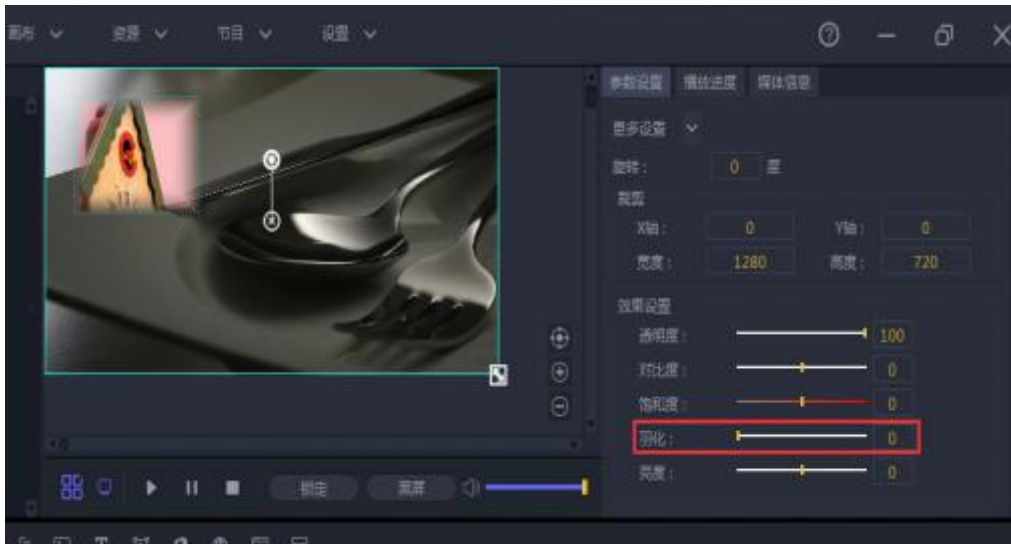 画布 资源 节目 设置
参数设置 播放进度 媒体信息
更多设置
旋转： 0 度
裁剪
X轴： 0 Y轴： 0
宽度： 1280 高度： 720
效果设置
透明度： 100
对比度： 0
饱和度： 0
羽化： 0
亮度： 0
锁定 黑屏